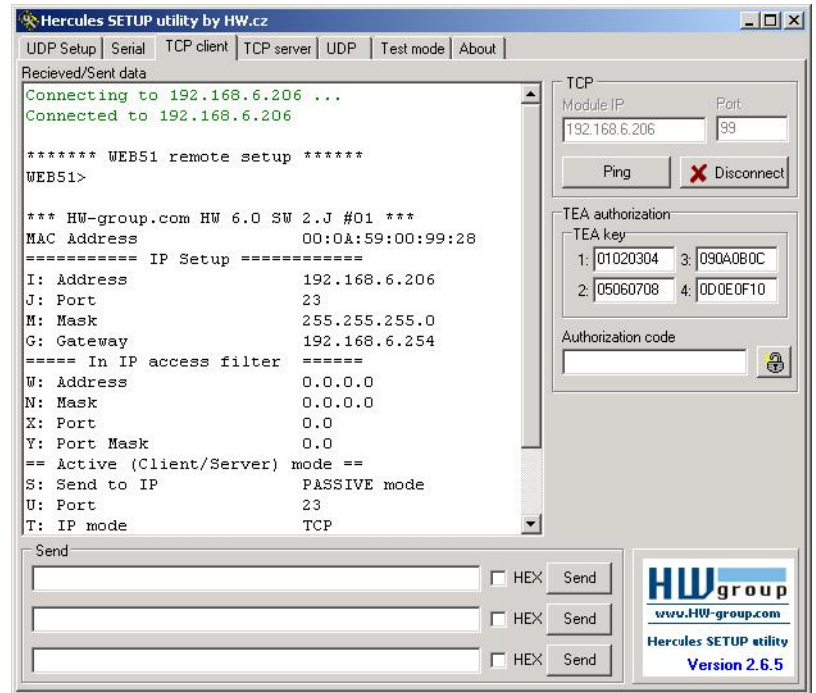 Hercules SETUP utility by HW.cz
UDP Setup Serial TCP client TCP server UDP Test mode About
Recieved/Sent data
Connecting to 192.168.6.206 ...
Connected to 192.168.6.206
******* WEB51 remote setup ******
WEB51>
*** HW-group.com HW 6.0 SW 2.J #01 ***
MAC Address 00:0A:59:00:99:28
=========== IP Setup ============
I: Address 192.168.6.206
J: Port 23
M: Mask 255.255.255.0
G: Gateway 192.168.6.254
===== In IP access filter ======
W: Address 0.0.0.0
N: Mask 0.0.0.0
X: Port 0.0
Y: Port Mask 0.0
== Active (Client/Server) mode ==
S: Send to IP PASSIVE mode
U: Port 23
T: IP mode TCP
TCP
Module IP Port
192.168.6.206 99
Ping Disconnect
TEA authorization
TEA key
1: 01020304 3: 090A0B0C
2: 05060708 4: 0D0E0F10
Authorization code
Send
HEX Send
HEX Send
HEX Send
HWgroup
www.HW-group.com
Hercules SETUP utility
Version 2.6.5